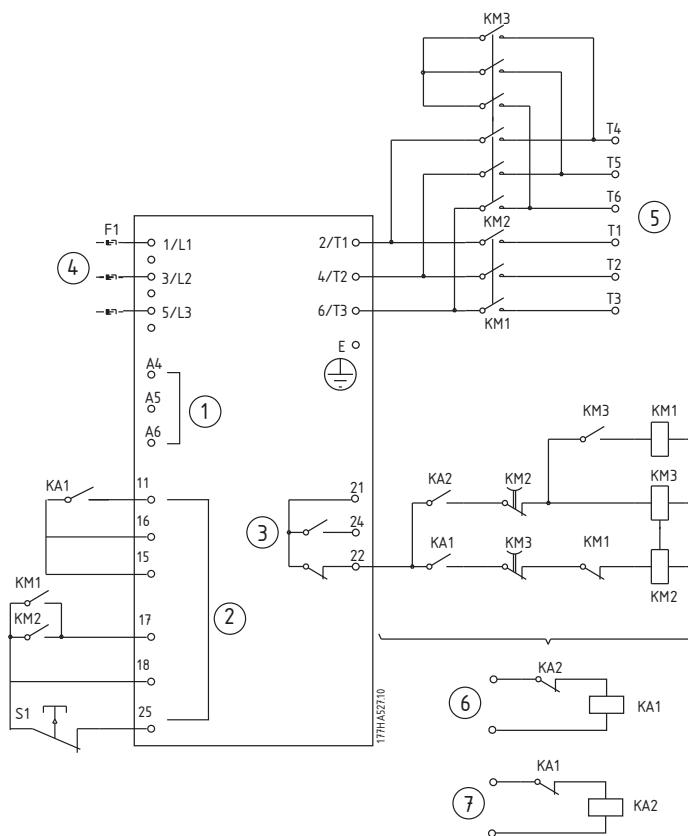 KM3
T4
T5
T6
5
F1
1/L1
2/T1
KM2
T1
4
3/L2
4/T2
T2
5/L3
6/T3
KM1
T3
E
A4
A5
1
A6
KM3
KM1
KA1
11
21
KA2
KM2
KM3
16
3
24
15
22
KA1
KM3
KM1
KM2
KM1
KM2
17
2
18
S1
25
177HA527.10
KA2
6
KA1
KA1
7
KA2